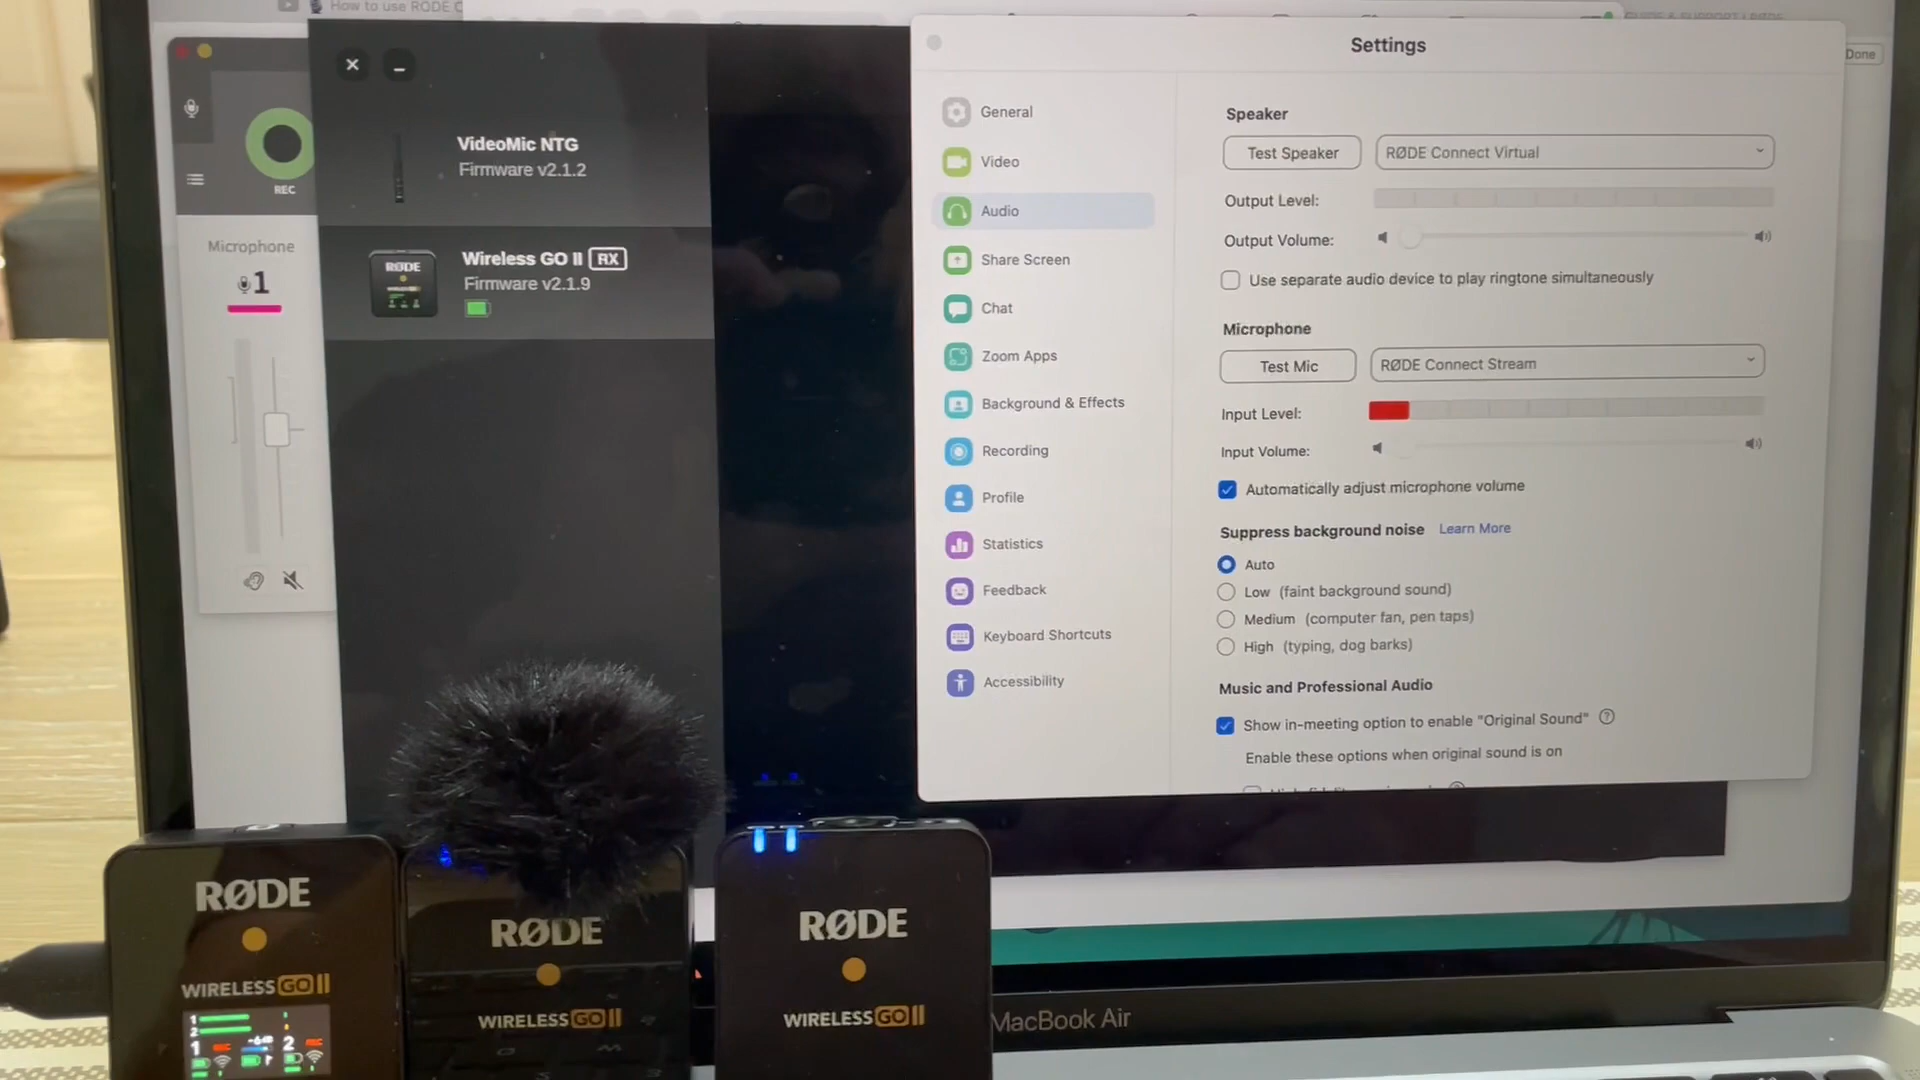 How to use RODE C
Done
REC
Microphone
1
VideoMic NTG
Firmware v2.1.2
RØDE
Wireless GO II RX
Firmware v2.1.9
Settings
General
Video
Audio
Share Screen
Chat
Zoom Apps
Background & Effects
Recording
Profile
Statistics
Feedback
Keyboard Shortcuts
Accessibility
Speaker
Test Speaker
RØDE Connect Virtual
Output Level:
Output Volume:
Use separate audio device to play ringtone simultaneously
Microphone
Test Mic
RØDE Connect Stream
Input Level:
Input Volume:
Automatically adjust microphone volume
Suppress background noise Learn More
Auto
Low (faint background sound)
Medium (computer fan, pen taps)
High (typing, dog barks)
Music and Professional Audio
Show in-meeting option to enable "Original Sound" ?
Enable these options when original sound is on
RØDE
WIRELESS GO II
1
2
1
2
RØDE
WIRELESS GO II
RØDE
WIRELESS GO II
MacBook Air